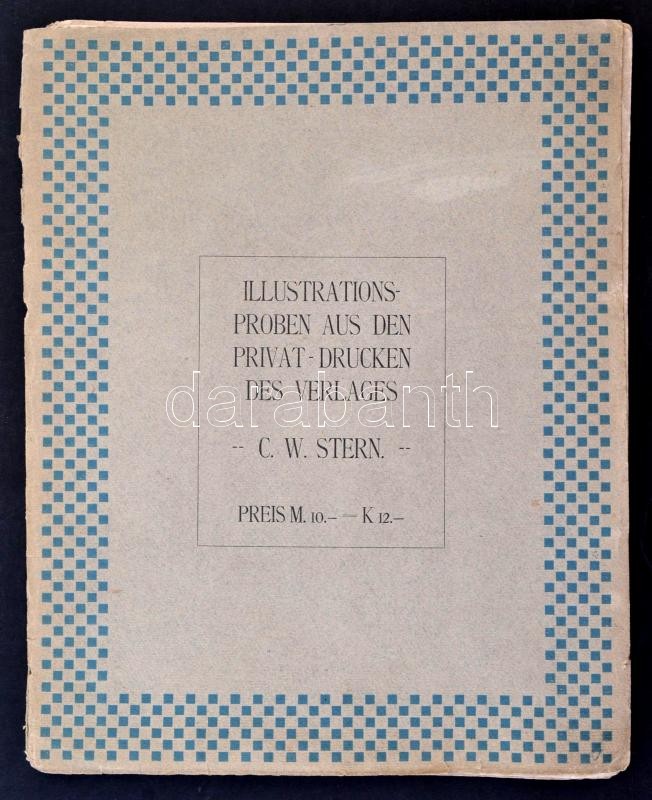 ILLUSTRATIONS-
PROBEN AUS DEN
PRIVAT-DRUCKEN
DES VERLAGES
darabanth
-- C. W. STERN. --
PREIS M. 10.— — K 12.—